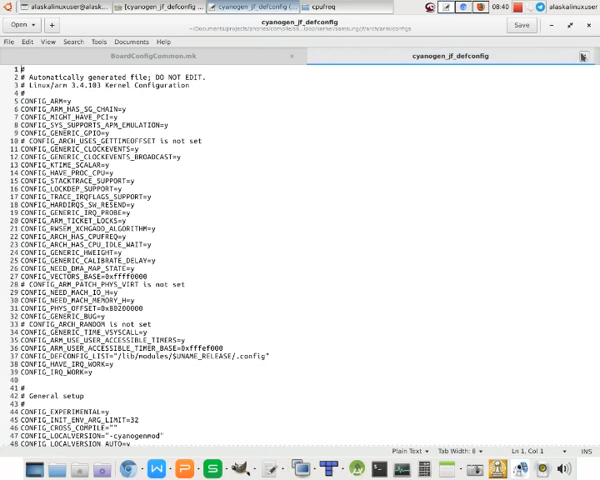 alaskalinuxuser@alask...
[cyanogen_jf_defconfig ...
cyanogen_jf_defconfig (...
cpufreq
08:40
alaskalinuxuser
Open
cyanogen_jf_defconfig
Save
File Edit View Search Tools Documents Help
BoardConfigCommon.mk
cyanogen_jf_defconfig
1 #
2 # Automatically generated file; DO NOT EDIT.
3 # Linux/arm 3.4.103 Kernel Configuration
4 #
5 CONFIG_ARM=y
6 CONFIG_ARM_HAS_SG_CHAIN=y
7 CONFIG_MIGHT_HAVE_PCI=y
8 CONFIG_SYS_SUPPORTS_APM_EMULATION=y
9 CONFIG_GENERIC_GPIO=y
10 # CONFIG_ARCH_USES_GETTIMEOFFSET is not set
11 CONFIG_GENERIC_CLOCKEVENTS=y
12 CONFIG_GENERIC_CLOCKEVENTS_BROADCAST=y
13 CONFIG_KTIME_SCALAR=y
14 CONFIG_HAVE_PROC_CPU=y
15 CONFIG_STACKTRACE_SUPPORT=y
16 CONFIG_LOCKDEP_SUPPORT=y
17 CONFIG_TRACE_IRQFLAGS_SUPPORT=y
18 CONFIG_HARDIRQS_SW_RESEND=y
19 CONFIG_GENERIC_IRQ_PROBE=y
20 CONFIG_ARM_TICKET_LOCKS=y
21 CONFIG_RWSEM_XCHGADD_ALGORITHM=y
22 CONFIG_ARCH_HAS_CPUFREQ=y
23 CONFIG_ARCH_HAS_CPU_IDLE_WAIT=y
24 CONFIG_GENERIC_HWEIGHT=y
25 CONFIG_GENERIC_CALIBRATE_DELAY=y
26 CONFIG_NEED_DMA_MAP_STATE=y
27 CONFIG_VECTORS_BASE=0xffff0000
28 # CONFIG_ARM_PATCH_PHYS_VIRT is not set
29 CONFIG_NEED_MACH_IO_H=y
30 CONFIG_NEED_MACH_MEMORY_H=y
31 CONFIG_PHYS_OFFSET=0x80200000
32 CONFIG_GENERIC_BUG=y
33 # CONFIG_ARCH_RANDOM is not set
34 CONFIG_GENERIC_TIME_VSYSCALL=y
35 CONFIG_ARM_USE_USER_ACCESSIBLE_TIMERS=y
36 CONFIG_ARM_USER_ACCESSIBLE_TIMER_BASE=0xfffef000
37 CONFIG_DEFCONFIG_LIST="/lib/modules/$UNAME_RELEASE/.config"
38 CONFIG_HAVE_IRQ_WORK=y
39 CONFIG_IRQ_WORK=y
40
41 #
42 # General setup
43 #
44 CONFIG_EXPERIMENTAL=y
45 CONFIG_INIT_ENV_ARG_LIMIT=32
46 CONFIG_CROSS_COMPILE=""
47 CONFIG_LOCALVERSION="-cyanogenmod"
48 CONFIG_LOCALVERSION_AUTO=y
Plain Text Tab Width: 8 Ln 1, Col 1 INS